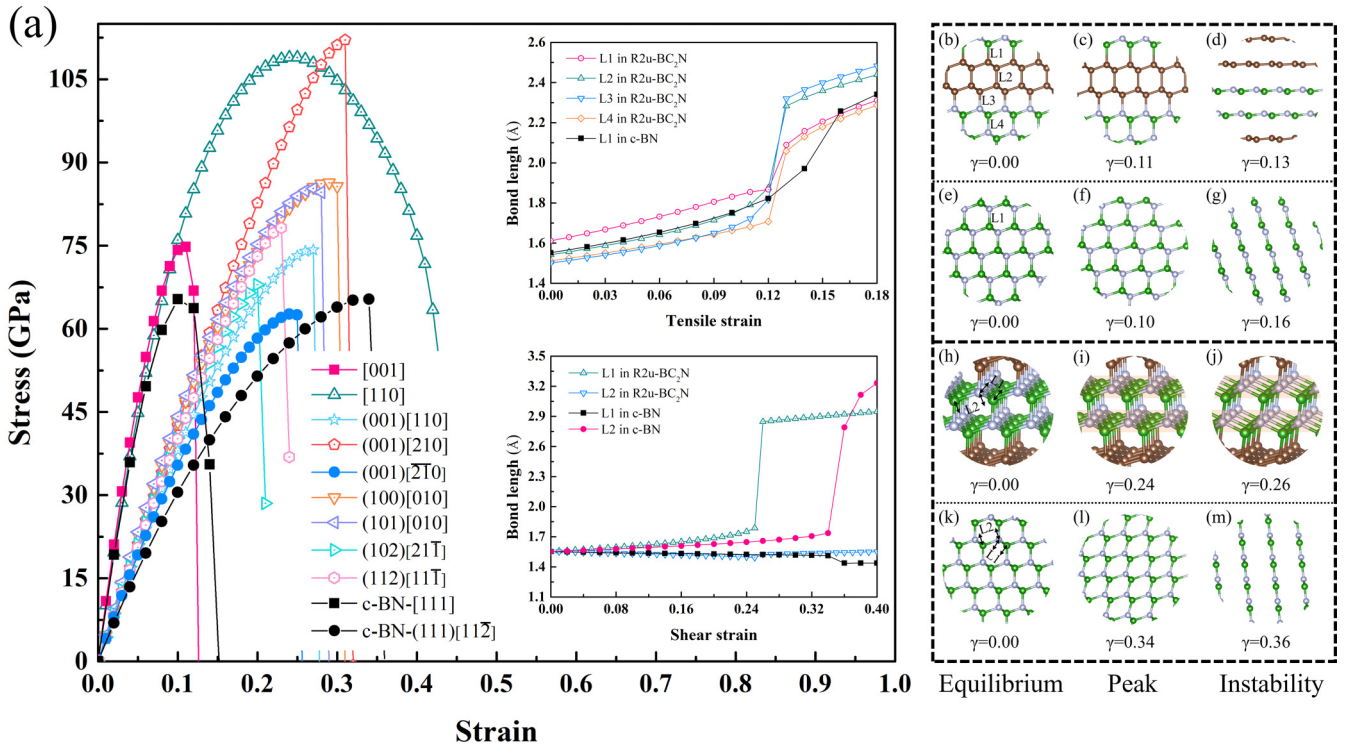 (a)
Stress (GPa)
105
90
75
60
45
30
15
0
0.0 0.1 0.2 0.3 0.4 0.5 0.6 0.7 0.8 0.9 1.0
Strain
[001]
[110]
(001)[110]
(001)[210]
(001)[2̅1̅0]
(100)[010]
(101)[010]
(102)[211̅]
(112)[111̅]
c-BN-[111]
c-BN-(111)[112̅]
Bond lengh (Å)
2.6
2.4
2.2
2.0
1.8
1.6
1.4
L1 in R2u-BC₂N
L2 in R2u-BC₂N
L3 in R2u-BC₂N
L4 in R2u-BC₂N
L1 in c-BN
0.00 0.03 0.06 0.09 0.12 0.15 0.18
Tensile strain
Bond lengh (Å)
3.5
3.2
2.9
2.6
2.3
2.0
1.7
1.4
1.1
L1 in R2u-BC₂N
L2 in R2u-BC₂N
L1 in c-BN
L2 in c-BN
0.00 0.08 0.16 0.24 0.32 0.40
Shear strain
(b) (c) (d)
L1
L2
L3
L4
γ=0.00 γ=0.11 γ=0.13
(e) (f) (g)
L1
γ=0.00 γ=0.10 γ=0.16
(h) (i) (j)
L1
L2
γ=0.00 γ=0.24 γ=0.26
(k) (l) (m)
L2
L1
γ=0.00 γ=0.34 γ=0.36
Equilibrium Peak Instability